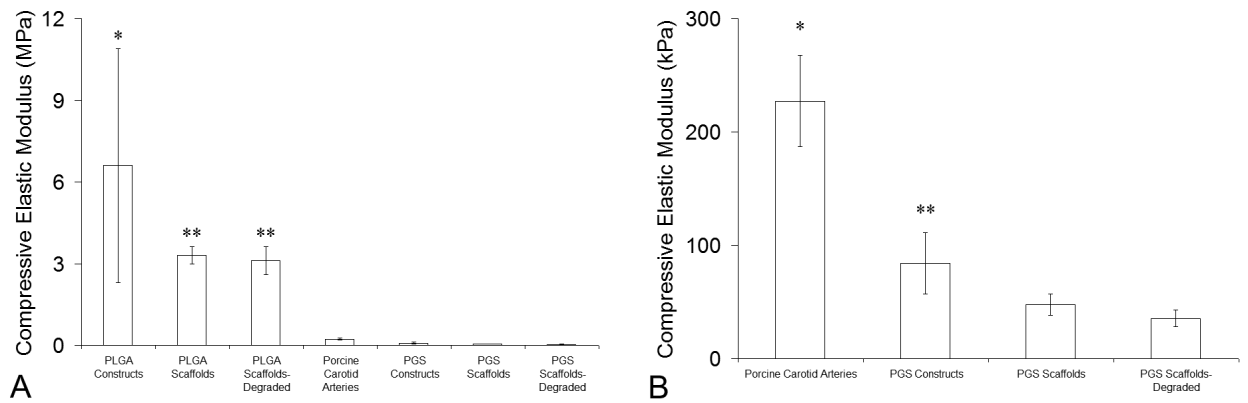 Compressive Elastic Modulus (MPa)
12
9
6
3
0
*
**
**
PLGA
Constructs
PLGA
Scaffolds
PLGA
Scaffolds-
Degraded
Porcine
Carotid
Arteries
PGS
Constructs
PGS
Scaffolds
PGS
Scaffolds-
Degraded
A
Compressive Elastic Modulus (kPa)
300
200
100
0
*
**
Porcine Carotid Arteries
PGS Constructs
PGS Scaffolds
PGS Scaffolds-
Degraded
B